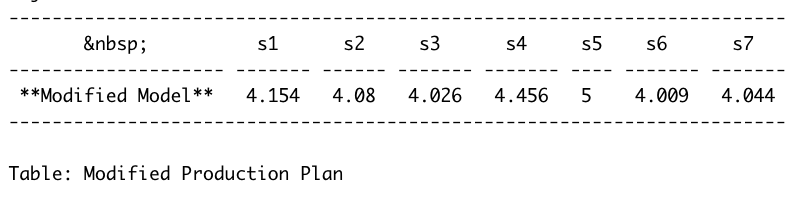 --------------------------------------------------------------------------
&nbsp; s1 s2 s3 s4 s5 s6 s7
-------------------- ------- ------ ------- ------- ---- ------- -------
**Modified Model** 4.154 4.08 4.026 4.456 5 4.009 4.044
--------------------------------------------------------------------------
Table: Modified Production Plan